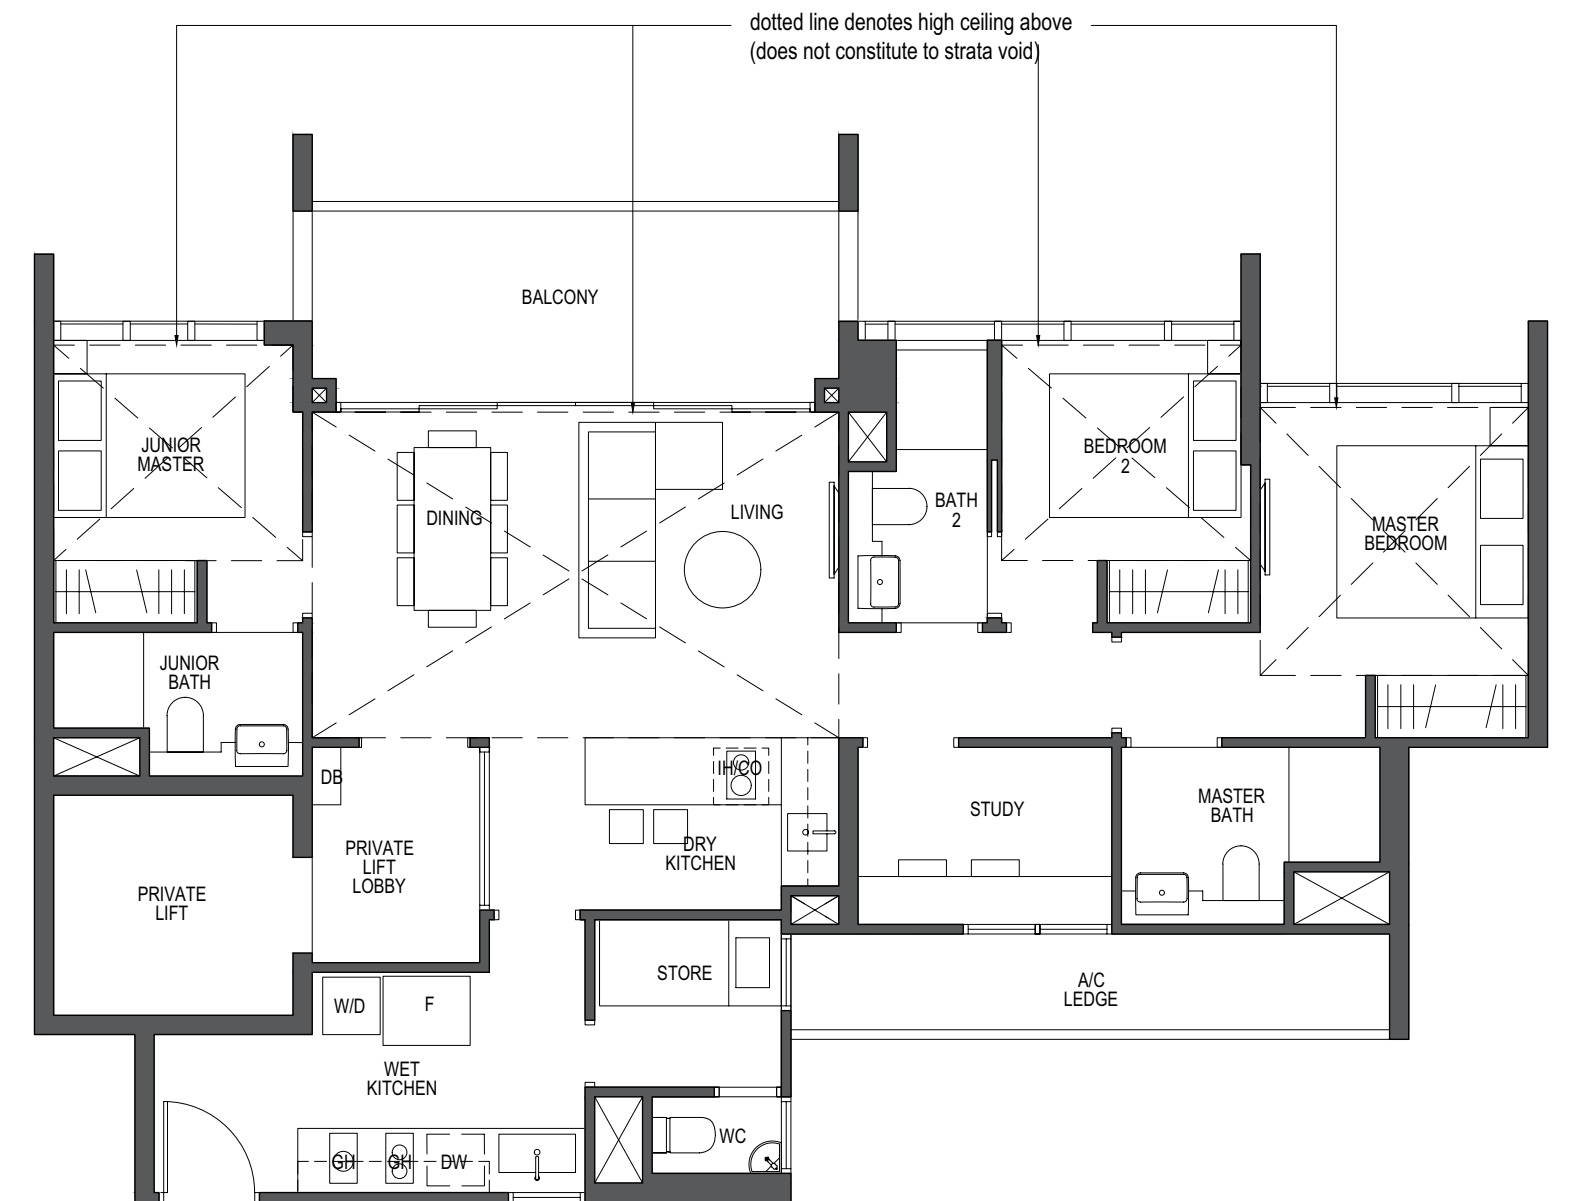 dotted line denotes high ceiling above
(does not constitute to strata void)
BALCONY
JUNIOR
MASTER
DINING
LIVING
BATH
2
BEDROOM
2
MASTER
BEDROOM
JUNIOR
BATH
DB
IH/CO
PRIVATE
LIFT
LOBBY
DRY
KITCHEN
STUDY
MASTER
BATH
PRIVATE
LIFT
STORE
A/C
LEDGE
W/D
F
WET
KITCHEN
WC
GH
GH
DW